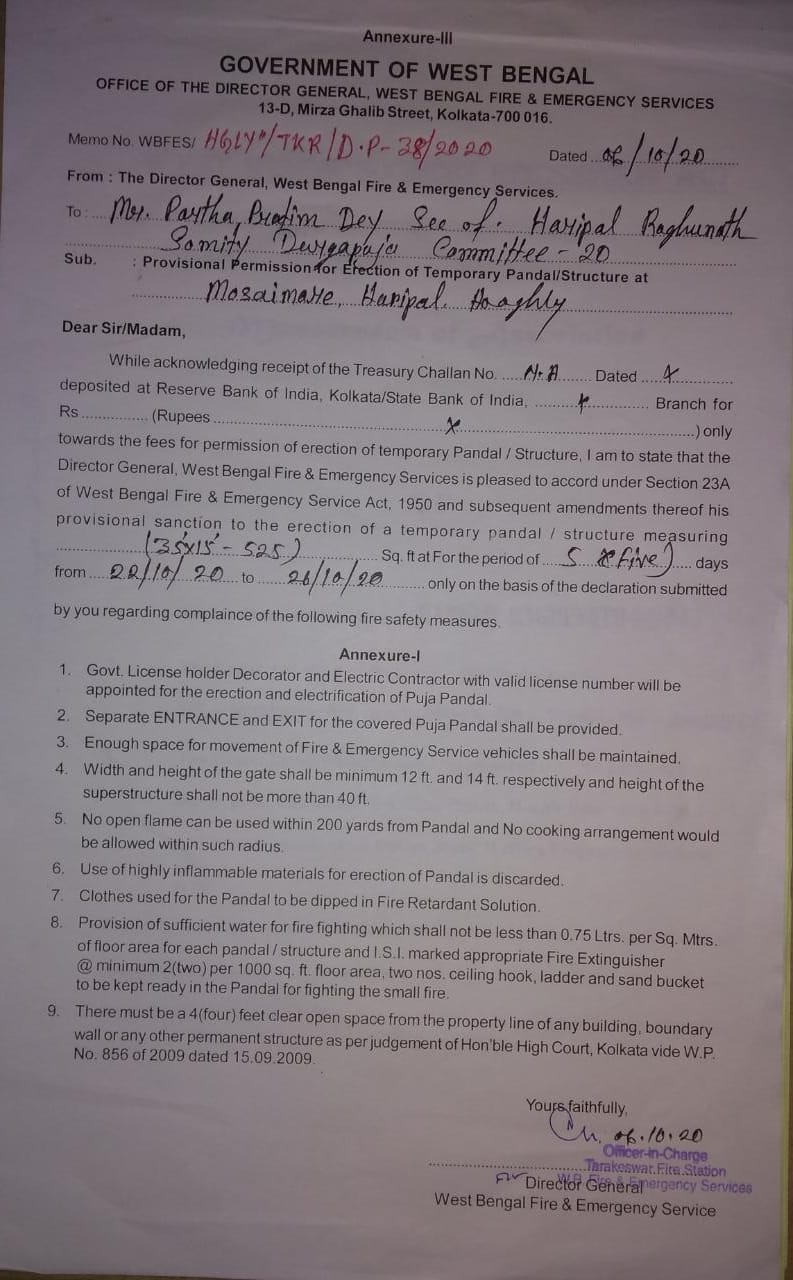 Annexure-III
GOVERNMENT OF WEST BENGAL
OFFICE OF THE DIRECTOR GENERAL, WEST BENGAL FIRE & EMERGENCY SERVICES
13-D, Mirza Ghalib Street, Kolkata-700 016.
Memo No. WBFES/ HGLY/TKR/D.P-38/2020 Dated ...06/10/20.......
From : The Director General, West Bengal Fire & Emergency Services.
To : Mr. Partha Pratim Dey Sec of. Haripal Raghunath
Somity Durgapuja Committee - 20
Sub. : Provisional Permission for Erection of Temporary Pandal/Structure at
Haripal. Hooghly
Dear Sir/Madam,
While acknowledging receipt of the Treasury Challan No. .....N.A........ Dated ....x.............
deposited at Reserve Bank of India, Kolkata/State Bank of India, ..........x.............. Branch for
Rs ................ (Rupees ..........................x..........................) only
towards the fees for permission of erection of temporary Pandal / Structure, I am to state that the
Director General, West Bengal Fire & Emergency Services is pleased to accord under Section 23A
of West Bengal Fire & Emergency Service Act, 1950 and subsequent amendments thereof his
provisional sanction to the erection of a temporary pandal / structure measuring
(35'x15' - 525) Sq. ft at For the period of ....5 (five)..... days
from ....22/10/20... to ......26/10/20......... only on the basis of the declaration submitted
by you regarding complaince of the following fire safety measures.
Annexure-I
1. Govt. License holder Decorator and Electric Contractor with valid license number will be
appointed for the erection and electrification of Puja Pandal.
2. Separate ENTRANCE and EXIT for the covered Puja Pandal shall be provided.
3. Enough space for movement of Fire & Emergency Service vehicles shall be maintained.
4. Width and height of the gate shall be minimum 12 ft. and 14 ft. respectively and height of the
superstructure shall not be more than 40 ft.
5. No open flame can be used within 200 yards from Pandal and No cooking arrangement would
be allowed within such radius.
6. Use of highly inflammable materials for erection of Pandal is discarded.
7. Clothes used for the Pandal to be dipped in Fire Retardant Solution.
8. Provision of sufficient water for fire fighting which shall not be less than 0.75 Ltrs. per Sq. Mtrs.
of floor area for each pandal / structure and I.S.I. marked appropriate Fire Extinguisher
@ minimum 2(two) per 1000 sq. ft. floor area, two nos. ceiling hook, ladder and sand bucket
to be kept ready in the Pandal for fighting the small fire.
9. There must be a 4(four) feet clear open space from the property line of any building, boundary
wall or any other permanent structure as per judgement of Hon'ble High Court, Kolkata vide W.P.
No. 856 of 2009 dated 15.09.2009.
Yours faithfully,
06.10.20
Officer-in-Charge
Tarakeswar Fire Station
W.B. Fire & Emergency Services
For Director General
West Bengal Fire & Emergency Service